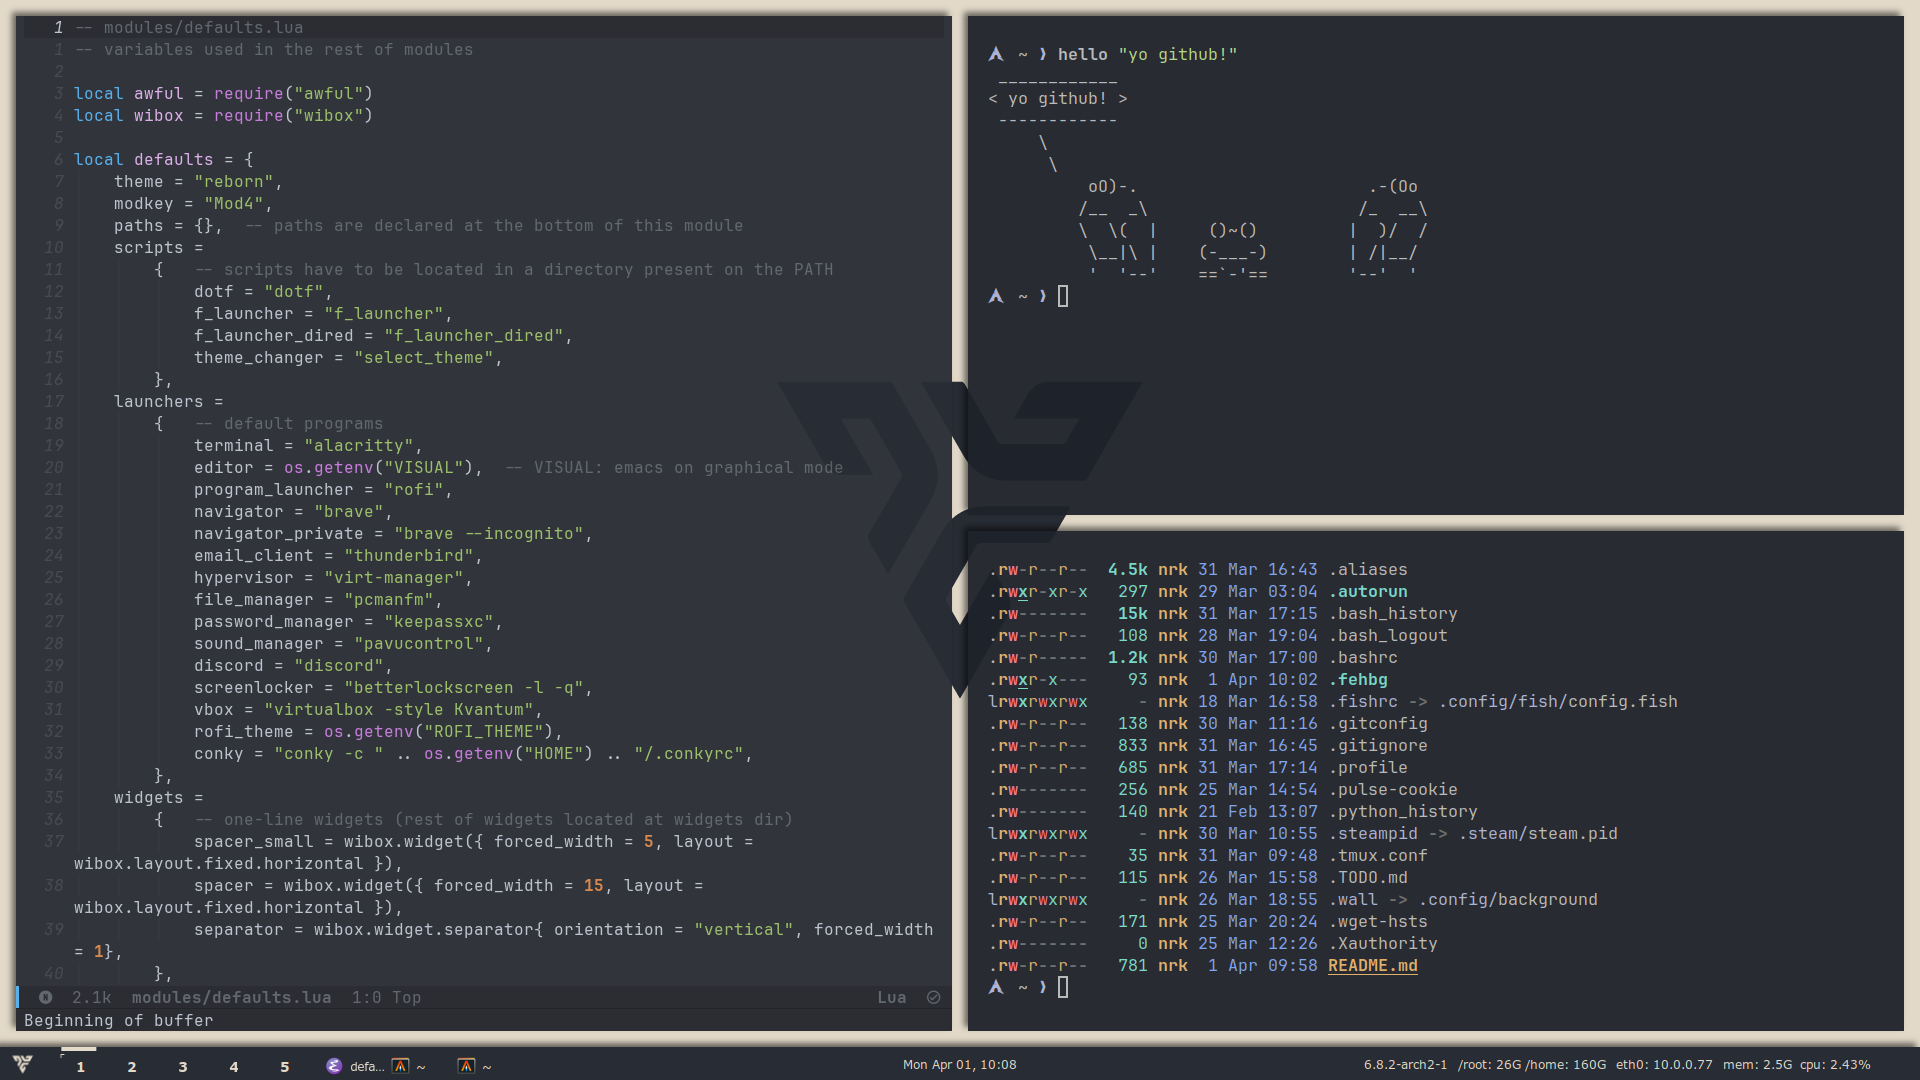 1 -- modules/defaults.lua
1 -- variables used in the rest of modules
2
3 local awful = require("awful")
4 local wibox = require("wibox")
5
6 local defaults = {
7     theme = "reborn",
8     modkey = "Mod4",
9     paths = {},  -- paths are declared at the bottom of this module
10     scripts =
11         {   -- scripts have to be located in a directory present on the PATH
12             dotf = "dotf",
13             f_launcher = "f_launcher",
14             f_launcher_dired = "f_launcher_dired",
15             theme_changer = "select_theme",
16         },
17     launchers =
18         {   -- default programs
19             terminal = "alacritty",
20             editor = os.getenv("VISUAL"),  -- VISUAL: emacs on graphical mode
21             program_launcher = "rofi",
22             navigator = "brave",
23             navigator_private = "brave --incognito",
24             email_client = "thunderbird",
25             hypervisor = "virt-manager",
26             file_manager = "pcmanfm",
27             password_manager = "keepassxc",
28             sound_manager = "pavucontrol",
29             discord = "discord",
30             screenlocker = "betterlockscreen -l -q",
31             vbox = "virtualbox -style Kvantum",
32             rofi_theme = os.getenv("ROFI_THEME"),
33             conky = "conky -c " .. os.getenv("HOME") .. "/.conkyrc",
34         },
35     widgets =
36         {   -- one-line widgets (rest of widgets located at widgets dir)
37             spacer_small = wibox.widget({ forced_width = 5, layout =
wibox.layout.fixed.horizontal }),
38             spacer = wibox.widget({ forced_width = 15, layout =
wibox.layout.fixed.horizontal }),
39             separator = wibox.widget.separator{ orientation = "vertical", forced_width
= 1},
40         },
2.1k modules/defaults.lua 1:0 Top Lua
Beginning of buffer
~ ❯ hello "yo github!"
 ____________
< yo github! >
 ------------
     \
      \
          oO)-.                       .-(Oo
         /__  _\                     /_  __\
         \  \(  |     ()~()         |  )/  /
          \__|\ |    (-___-)        | /|__/
          '  '--'    ==`-'==        '--'  '
~ ❯
.rw-r--r--  4.5k nrk 31 Mar 16:43 .aliases
.rwxr-xr-x   297 nrk 29 Mar 03:04 .autorun
.rw-------   15k nrk 31 Mar 17:15 .bash_history
.rw-r--r--   108 nrk 28 Mar 19:04 .bash_logout
.rw-r-----  1.2k nrk 30 Mar 17:00 .bashrc
.rwxr-x---    93 nrk  1 Apr 10:02 .fehbg
lrwxrwxrwx     - nrk 18 Mar 16:58 .fishrc -> .config/fish/config.fish
.rw-r--r--   138 nrk 30 Mar 11:16 .gitconfig
.rw-r--r--   833 nrk 31 Mar 16:45 .gitignore
.rw-r--r--   685 nrk 31 Mar 17:14 .profile
.rw-------   256 nrk 25 Mar 14:54 .pulse-cookie
.rw-------   140 nrk 21 Feb 13:07 .python_history
lrwxrwxrwx     - nrk 30 Mar 10:55 .steampid -> .steam/steam.pid
.rw-r--r--    35 nrk 31 Mar 09:48 .tmux.conf
.rw-r--r--   115 nrk 26 Mar 15:58 .TODO.md
lrwxrwxrwx     - nrk 26 Mar 18:55 .wall -> .config/background
.rw-r--r--   171 nrk 25 Mar 20:24 .wget-hsts
.rw-------     0 nrk 25 Mar 12:26 .Xauthority
.rw-r--r--   781 nrk  1 Apr 09:58 README.md
~ ❯
1 2 3 4 5 defa... ~ ~ Mon Apr 01, 10:08 6.8.2-arch2-1 /root: 26G /home: 160G eth0: 10.0.0.77 mem: 2.5G cpu: 2.43%